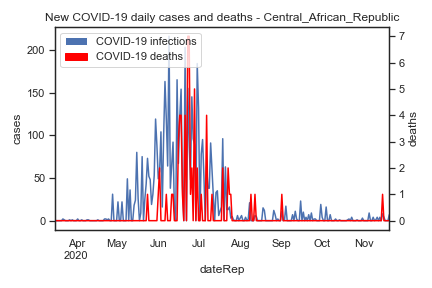 New COVID-19 daily cases and deaths - Central_African_Republic
COVID-19 infections
COVID-19 deaths
cases
200
150
100
50
0
deaths
7
6
5
4
3
2
1
0
Apr May Jun Jul Aug Sep Oct Nov
2020
dateRep